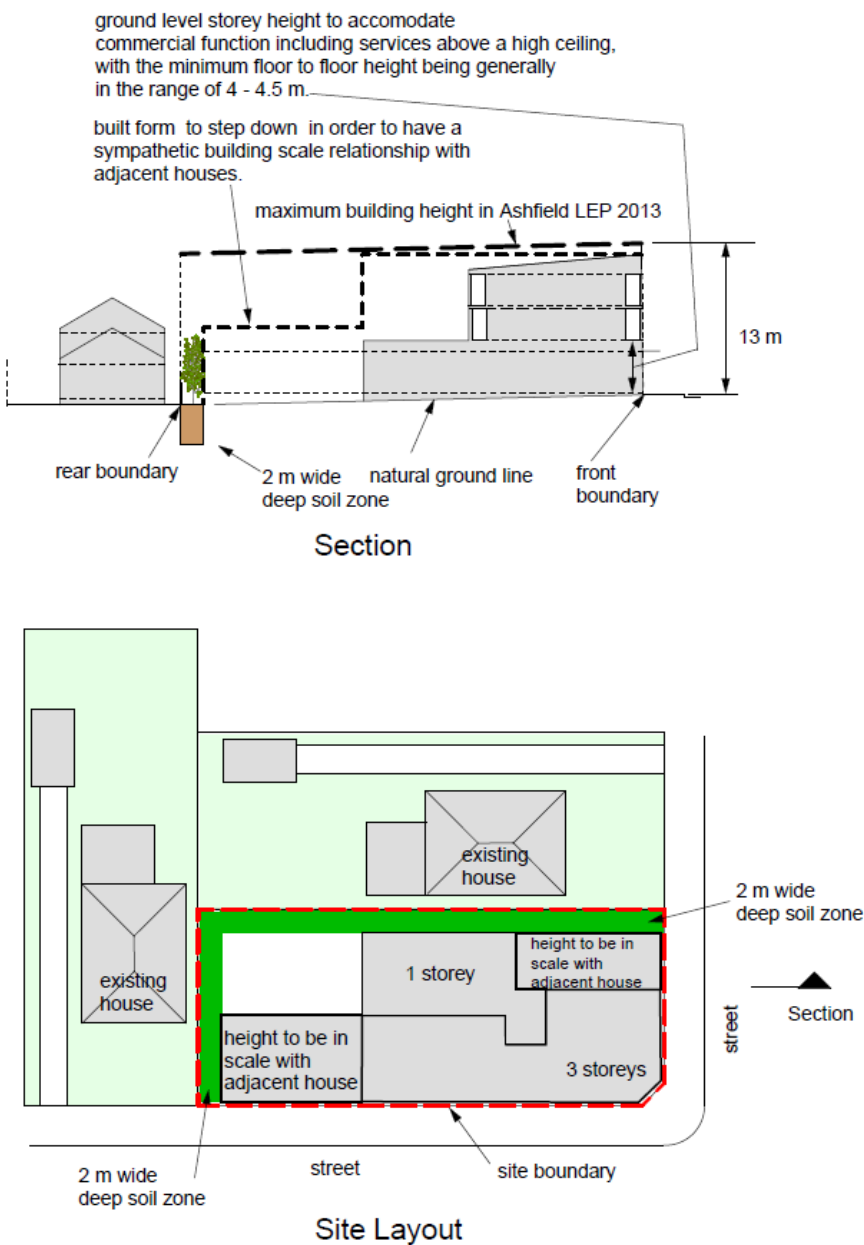 ground level storey height to accomodate
commercial function including services above a high ceiling,
with the minimum floor to floor height being generally
in the range of 4 - 4.5 m.
built form to step down in order to have a
sympathetic building scale relationship with
adjacent houses.
maximum building height in Ashfield LEP 2013
13 m
rear boundary
2 m wide
deep soil zone
natural ground line
front
boundary
Section
existing
house
2 m wide
deep soil zone
height to be in
scale with
adjacent house
1 storey
existing
house
Section
street
height to be in
scale with
adjacent house
3 storeys
2 m wide
deep soil zone
street
site boundary
Site Layout